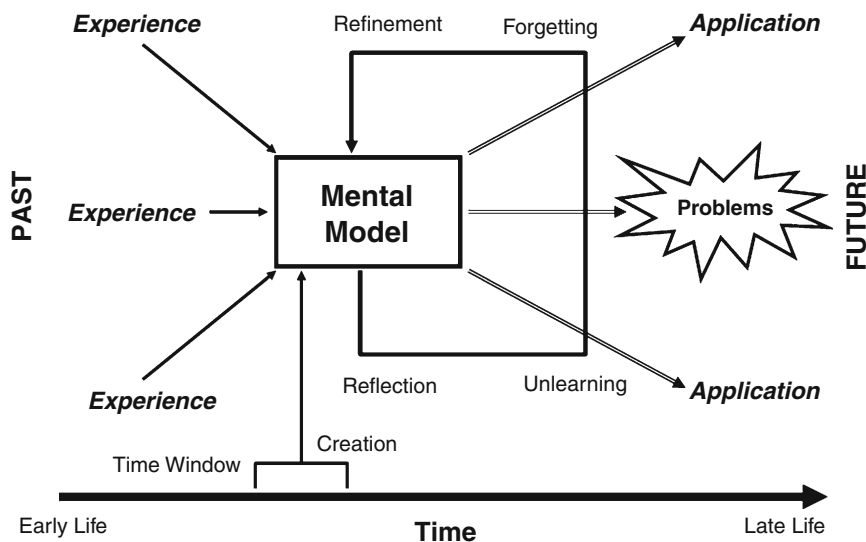 Experience
Refinement
Forgetting
Application
PAST
Experience
Mental
Model
Problems
FUTURE
Experience
Reflection
Unlearning
Application
Time Window
Creation
Early Life
Time
Late Life